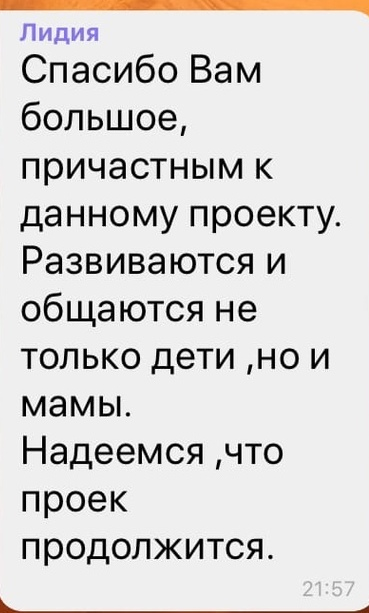 Лидия
Спасибо Вам
большое,
причастным к
данному проекту.
Развиваются и
общаются не
только дети ,но и
мамы.
Надеемся ,что
проек
продолжится.
21:57